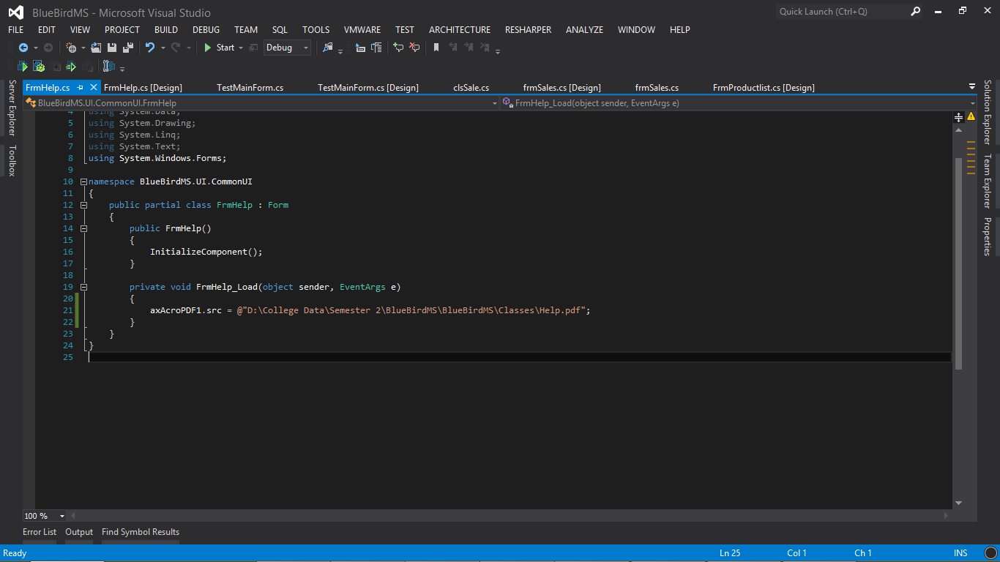 BlueBirdMS - Microsoft Visual Studio
Quick Launch (Ctrl+Q)
FILE EDIT VIEW PROJECT BUILD DEBUG TEAM SQL TOOLS VMWARE TEST ARCHITECTURE RESHARPER ANALYZE WINDOW HELP
Start Debug
FrmHelp.cs FrmHelp.cs [Design] TestMainForm.cs TestMainForm.cs [Design] clsSale.cs frmSales.cs [Design] frmSales.cs FrmProductlist.cs [Design]
BlueBirdMS.UI.CommonUI.FrmHelp FrmHelp_Load(object sender, EventArgs e)
Server Explorer
Toolbox
4 using System.Data;
5 using System.Drawing;
6 using System.Linq;
7 using System.Text;
8 using System.Windows.Forms;
9
10 namespace BlueBirdMS.UI.CommonUI
11 {
12 public partial class FrmHelp : Form
13 {
14 public FrmHelp()
15 {
16 InitializeComponent();
17 }
18
19 private void FrmHelp_Load(object sender, EventArgs e)
20 {
21 axAcroPDF1.src = @"D:\College Data\Semester 2\BlueBirdMS\BlueBirdMS\Classes\Help.pdf";
22 }
23 }
24 }
25
Solution Explorer
Team Explorer
Properties
100 %
Error List Output Find Symbol Results
Ready Ln 25 Col 1 Ch 1 INS